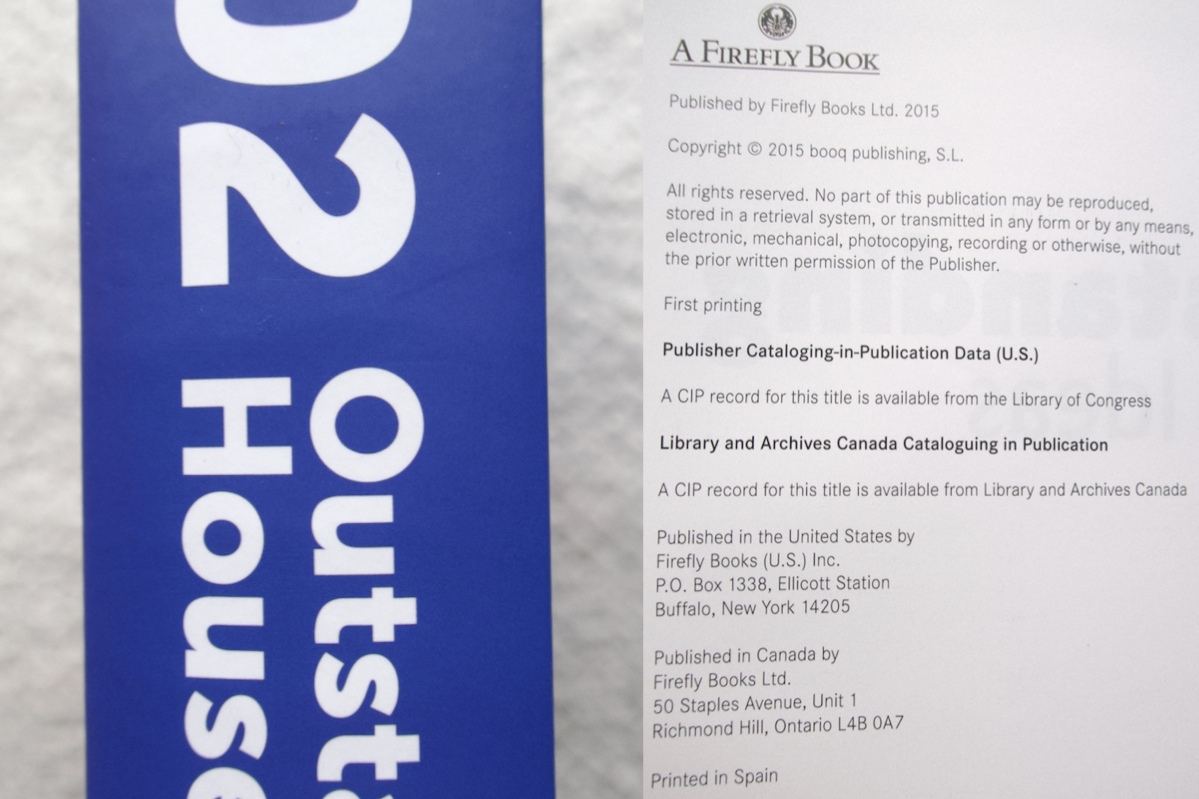 02
Outsta
House
A FIREFLY BOOK
Published by Firefly Books Ltd. 2015
Copyright © 2015 booq publishing, S.L.
All rights reserved. No part of this publication may be reproduced,
stored in a retrieval system, or transmitted in any form or by any means,
electronic, mechanical, photocopying, recording or otherwise, without
the prior written permission of the Publisher.
First printing
Publisher Cataloging-in-Publication Data (U.S.)
A CIP record for this title is available from the Library of Congress
Library and Archives Canada Cataloguing in Publication
A CIP record for this title is available from Library and Archives Canada
Published in the United States by
Firefly Books (U.S.) Inc.
P.O. Box 1338, Ellicott Station
Buffalo, New York 14205
Published in Canada by
Firefly Books Ltd.
50 Staples Avenue, Unit 1
Richmond Hill, Ontario L4B 0A7
Printed in Spain